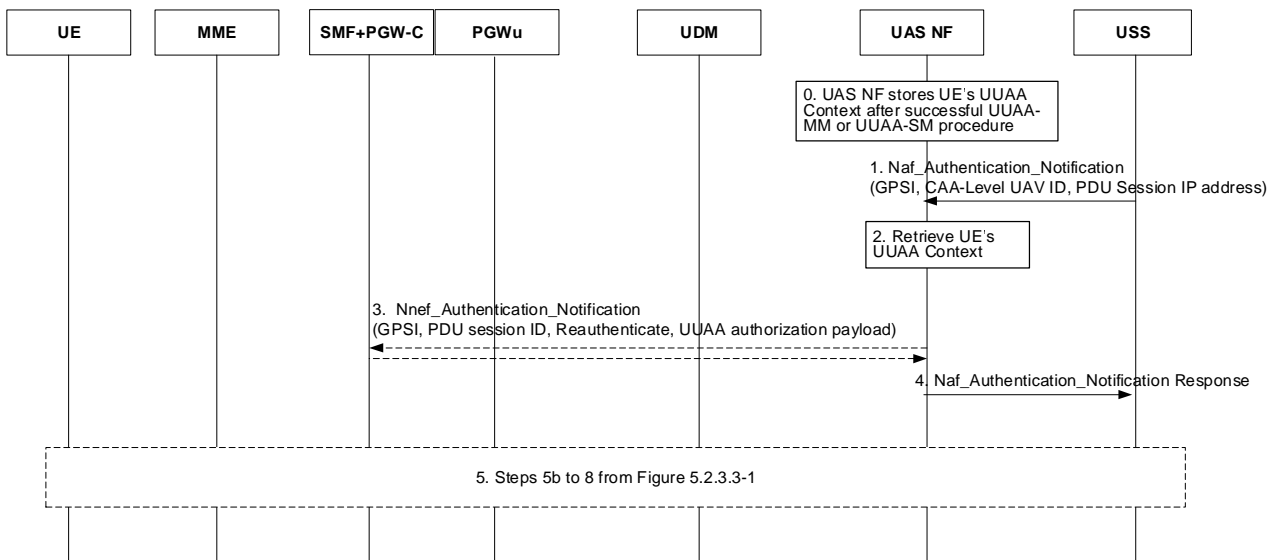 UE MME SMF+PGW-C PGWu UDM UAS NF USS
0. UAS NF stores UE's UUAA
Context after successful UUAA-
MM or UUAA-SM procedure
1. Naf_Authentication_Notification
(GPSI, CAA-Level UAV ID, PDU Session IP address)
2. Retrieve UE's
UUAA Context
3. Nnef_Authentication_Notification
(GPSI, PDU session ID, Reauthenticate, UUAA authorization payload)
4. Naf_Authentication_Notification Response
5. Steps 5b to 8 from Figure 5.2.3.3-1